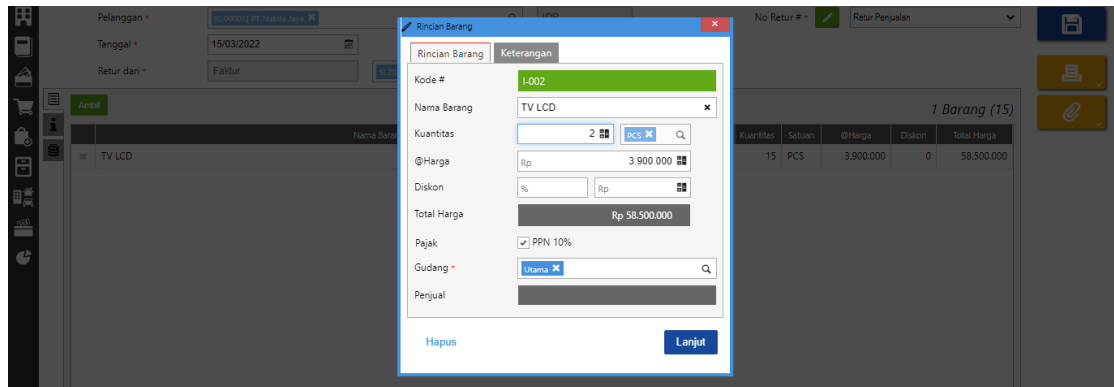 Pelanggan *
[C.00001] PT Nabita Jaya
IDR
No Retur # *
Retur Penjualan
Tanggal *
15/03/2022
Retur dari *
Faktur
Ambil
1 Barang (15)
Kuantitas Satuan @Harga Diskon Total Harga
TV LCD 15 PCS 3.900.000 0 58.500.000
Rincian Barang
Rincian Barang Keterangan
Kode # I-002
Nama Barang TV LCD
Kuantitas 2 PCS
@Harga Rp 3.900.000
Diskon % Rp
Total Harga Rp 58.500.000
Pajak PPN 10%
Gudang * Utama
Penjual
Hapus Lanjut